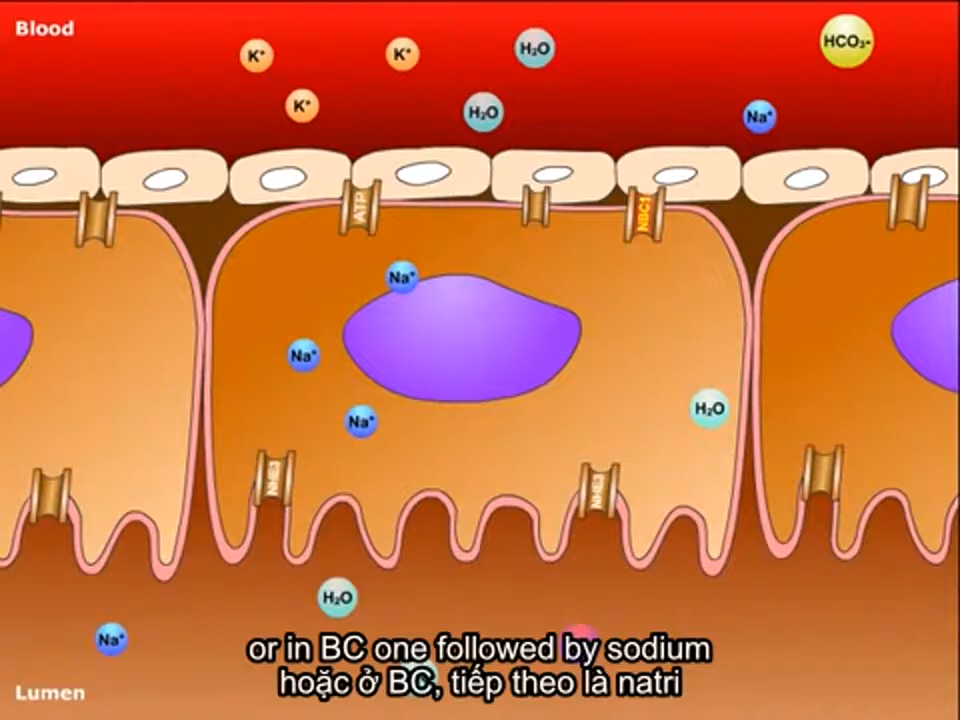 Blood
K⁺
K⁺
H₂O
HCO₃⁻
K⁺
H₂O
Na⁺
ATP
NBC1
Na⁺
Na⁺
H₂O
Na⁺
NHE3
NHE3
H₂O
Na⁺
or in BC one followed by sodium
hoặc ở BC, tiếp theo là natri
Lumen